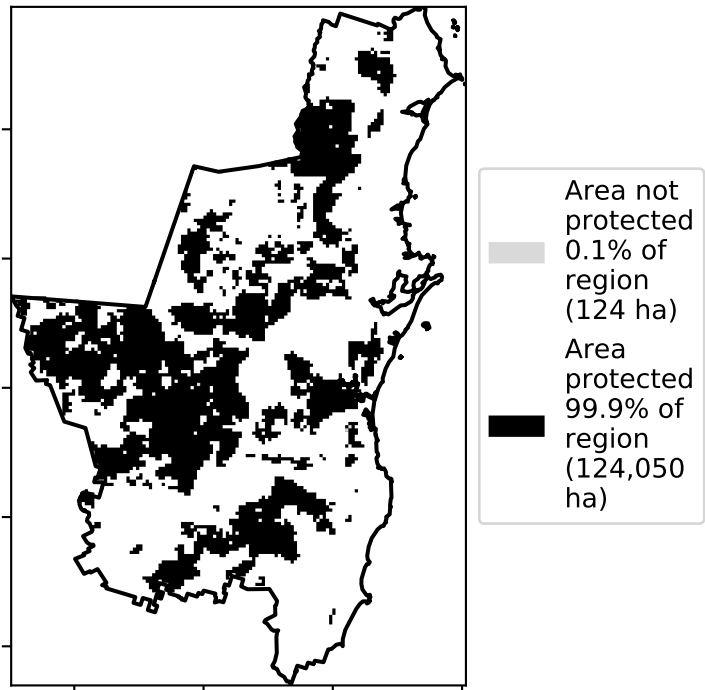 Area not
protected
0.1% of
region
(124 ha)
Area
protected
99.9% of
region
(124,050
ha)